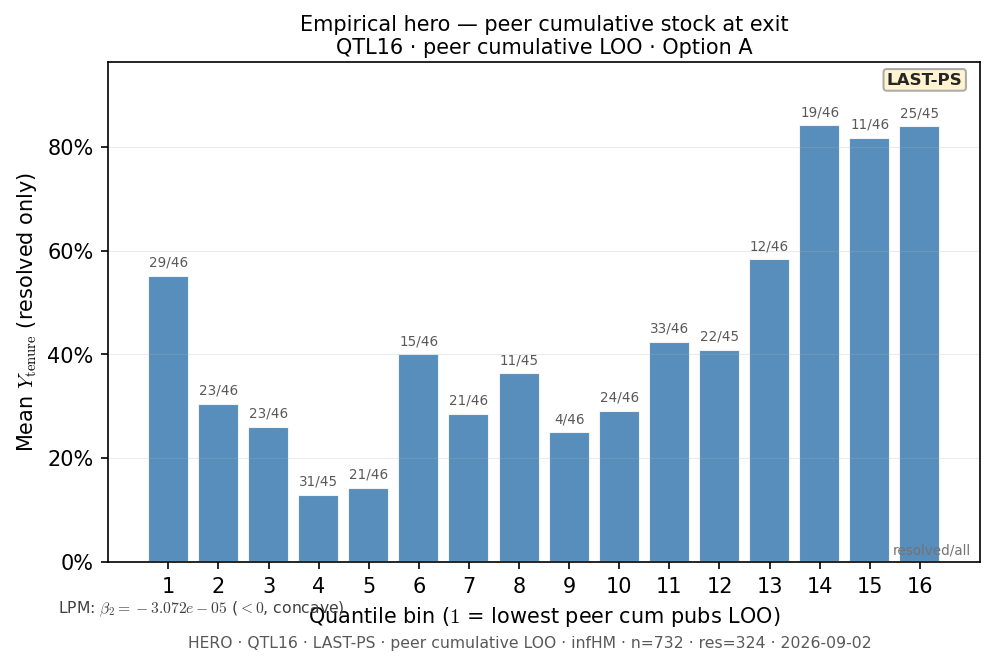 Empirical hero — peer cumulative stock at exit
QTL16 · peer cumulative LOO · Option A
LAST-PS
Mean Y_tenure (resolved only)
80%
60%
40%
20%
0%
29/46
23/46
23/46
31/45
21/46
15/46
21/46
11/45
4/46
24/46
33/46
22/45
12/46
19/46
11/46
25/45
resolved/all
1 2 3 4 5 6 7 8 9 10 11 12 13 14 15 16
LPM: β₂ = −3.072e−05 (<0, concave)
Quantile bin (1 = lowest peer cum pubs LOO)
HERO · QTL16 · LAST-PS · peer cumulative LOO · infHM · n=732 · res=324 · 2026-09-02